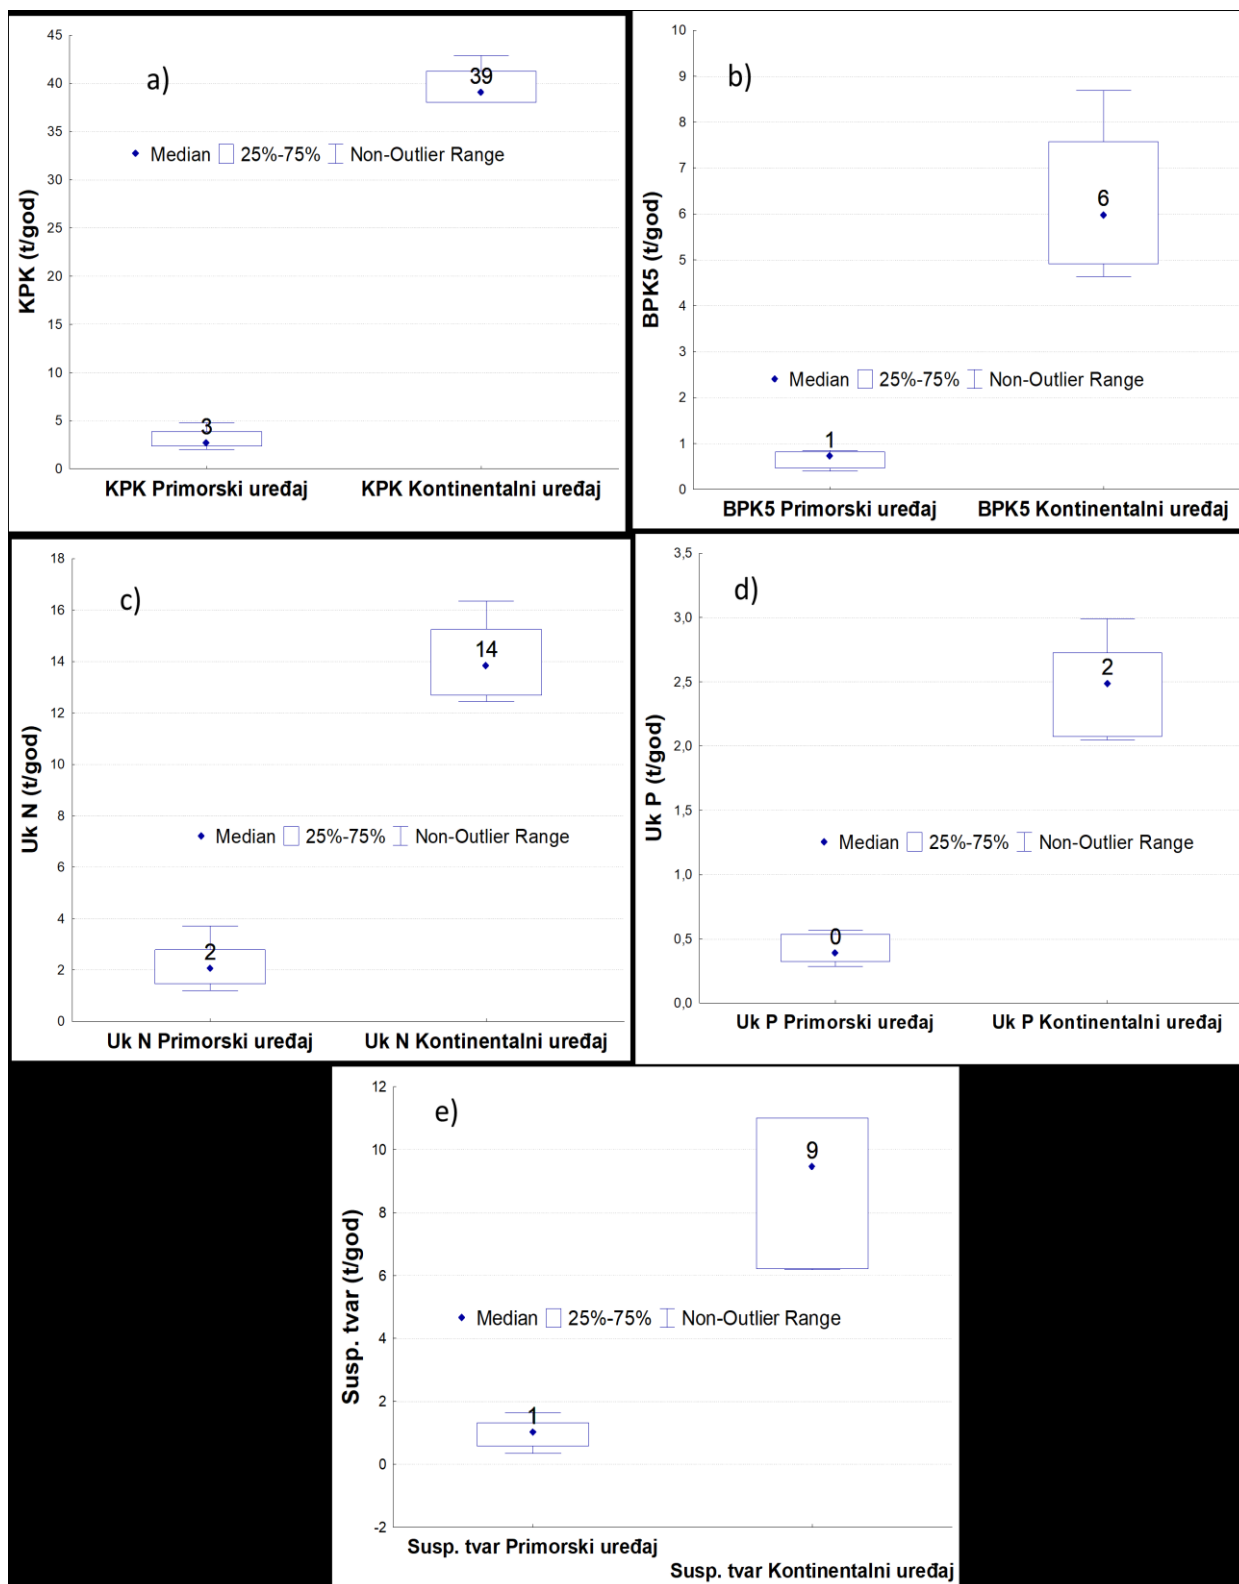 a)
KPK (t/god)
45
40
35
30
25
20
15
10
5
0
39
3
Median 25%-75% Non-Outlier Range
KPK Primorski uređaj KPK Kontinentalni uređaj
b)
BPK5 (t/god)
10
9
8
7
6
5
4
3
2
1
0
6
1
Median 25%-75% Non-Outlier Range
BPK5 Primorski uređaj BPK5 Kontinentalni uređaj
c)
Uk N (t/god)
18
16
14
12
10
8
6
4
2
0
14
2
Median 25%-75% Non-Outlier Range
Uk N Primorski uređaj Uk N Kontinentalni uređaj
d)
Uk P (t/god)
3,5
3,0
2,5
2,0
1,5
1,0
0,5
0,0
2
0
Median 25%-75% Non-Outlier Range
Uk P Primorski uređaj Uk P Kontinentalni uređaj
e)
Susp. tvar (t/god)
12
10
8
6
4
2
0
-2
9
1
Median 25%-75% Non-Outlier Range
Susp. tvar Primorski uređaj
Susp. tvar Kontinentalni uređaj